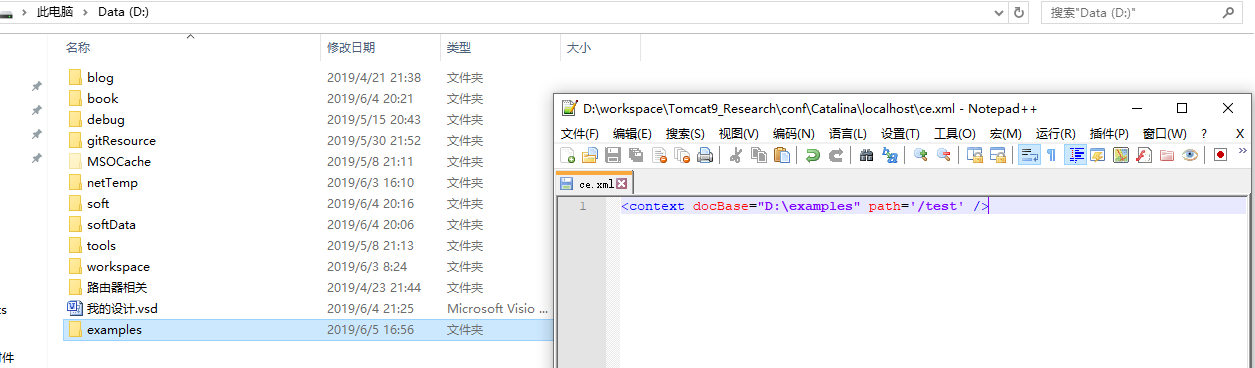 此电脑 › Data (D:)
搜索"Data (D:)"
名称 修改日期 类型 大小
blog 2019/4/21 21:38 文件夹
book 2019/6/4 20:21 文件夹
debug 2019/5/15 20:43 文件夹
gitResource 2019/5/30 21:52 文件夹
MSOCache 2019/5/8 21:11 文件夹
netTemp 2019/6/3 16:10 文件夹
soft 2019/6/4 20:16 文件夹
softData 2019/6/4 20:06 文件夹
tools 2019/5/8 21:13 文件夹
workspace 2019/6/3 8:24 文件夹
路由器相关 2019/4/23 21:44 文件夹
我的设计.vsd 2019/6/4 21:25 Microsoft Visio ...
examples 2019/6/5 16:56 文件夹
D:\workspace\Tomcat9_Research\conf\Catalina\localhost\ce.xml - Notepad++
文件(F) 编辑(E) 搜索(S) 视图(V) 编码(N) 语言(L) 设置(T) 工具(O) 宏(M) 运行(R) 插件(P) 窗口(W) ? X
ce.xml
1 <context docBase="D:\examples" path='/test' />